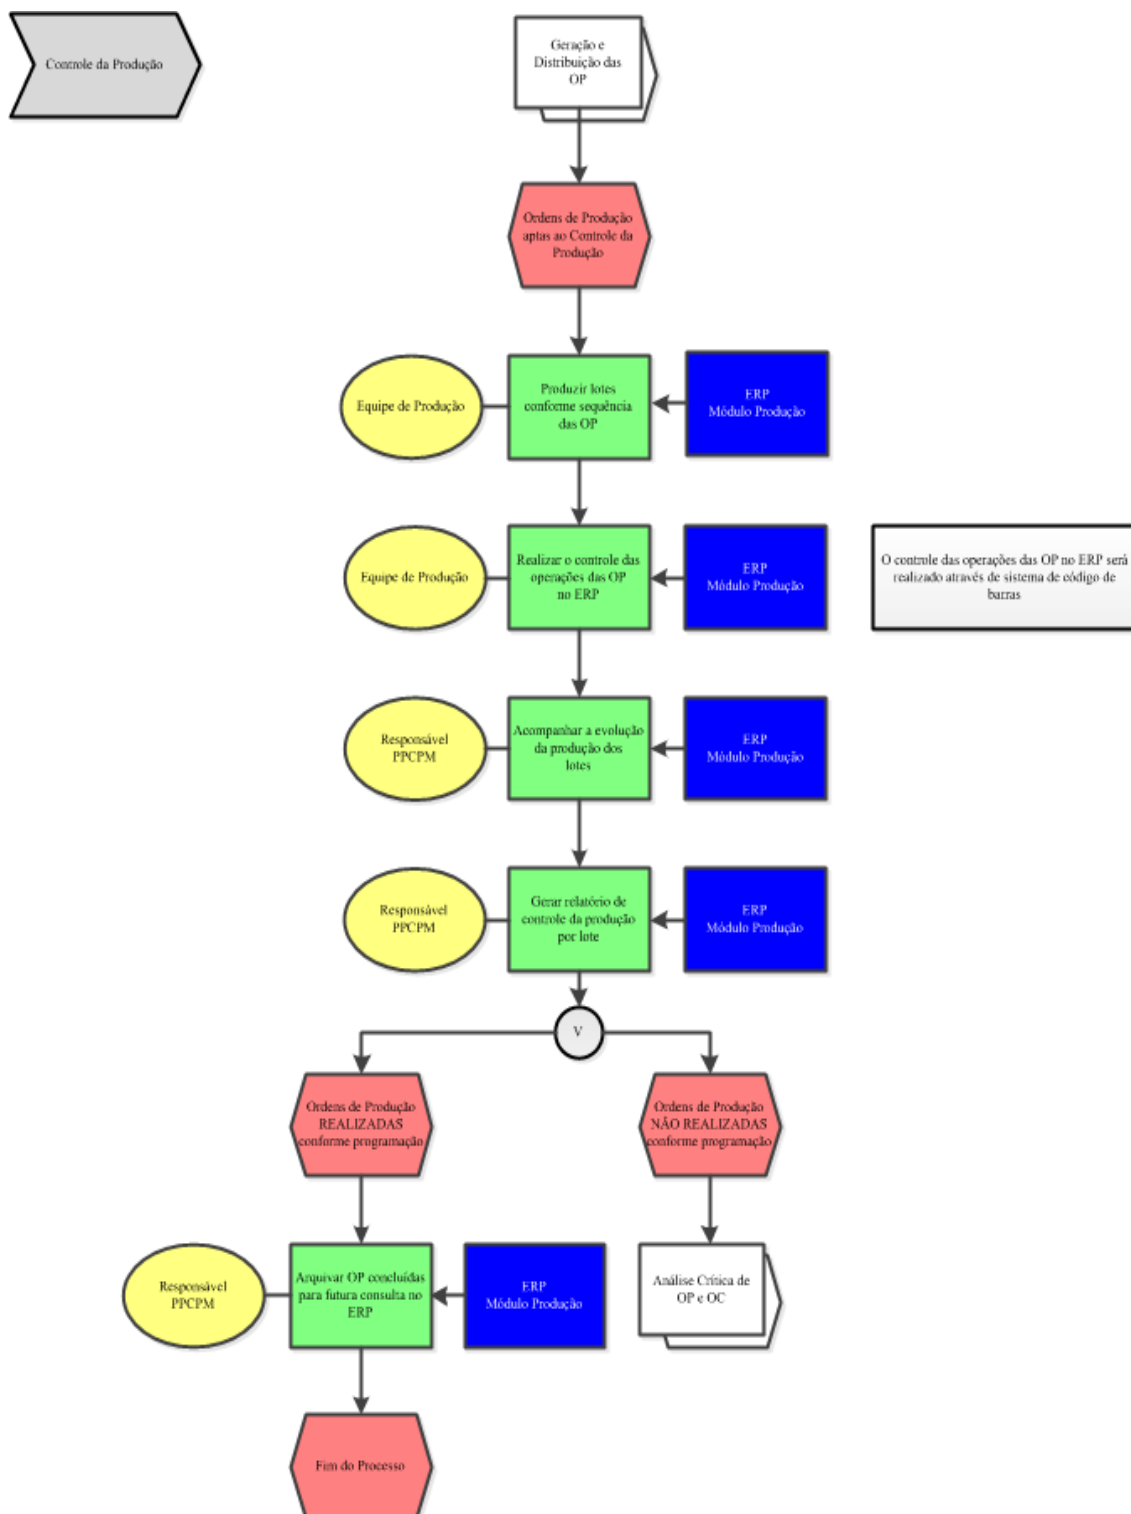 Controle da Produção
Geração e
Distribuição das
OP
Ordens de Produção
aptas ao Controle da
Produção
Equipe de Produção
Produzir lotes
conforme sequência
das OP
ERP
Módulo Produção
Equipe de Produção
Realizar o controle das
operações das OP
no ERP
ERP
Módulo Produção
O controle das operações das OP no ERP será
realizado através de sistema de código de
barras
Responsável
PPCPM
Acompanhar a evolução
da produção dos
lotes
ERP
Módulo Produção
Responsável
PPCPM
Gerar relatório de
controle da produção
por lote
ERP
Módulo Produção
V
Ordens de Produção
REALIZADAS
conforme programação
Ordens de Produção
NÃO REALIZADAS
conforme programação
Responsável
PPCPM
Arquivar OP concluídas
para futura consulta no
ERP
ERP
Módulo Produção
Análise Crítica de
OP e OC
Fim do Processo